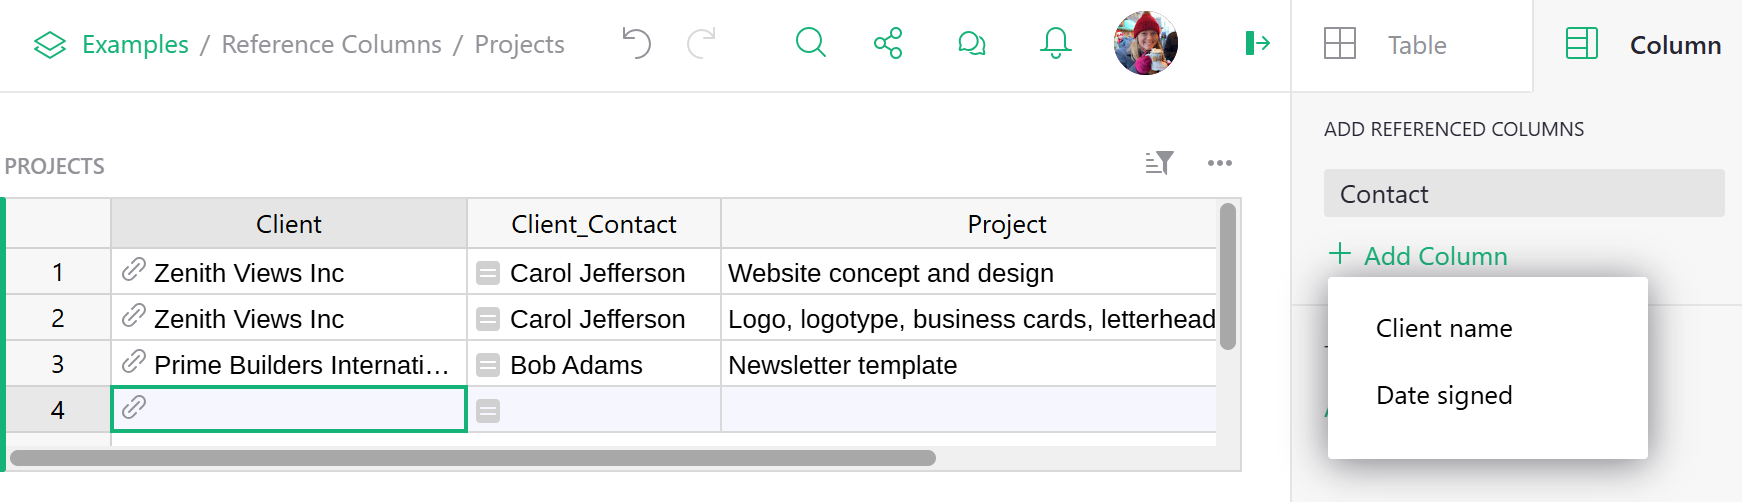 Examples / Reference Columns / Projects
Table
Column
ADD REFERENCED COLUMNS
Contact
+ Add Column
Client name
Date signed
PROJECTS
Client Client_Contact Project
1 Zenith Views Inc Carol Jefferson Website concept and design
2 Zenith Views Inc Carol Jefferson Logo, logotype, business cards, letterhead
3 Prime Builders Internati… Bob Adams Newsletter template
4